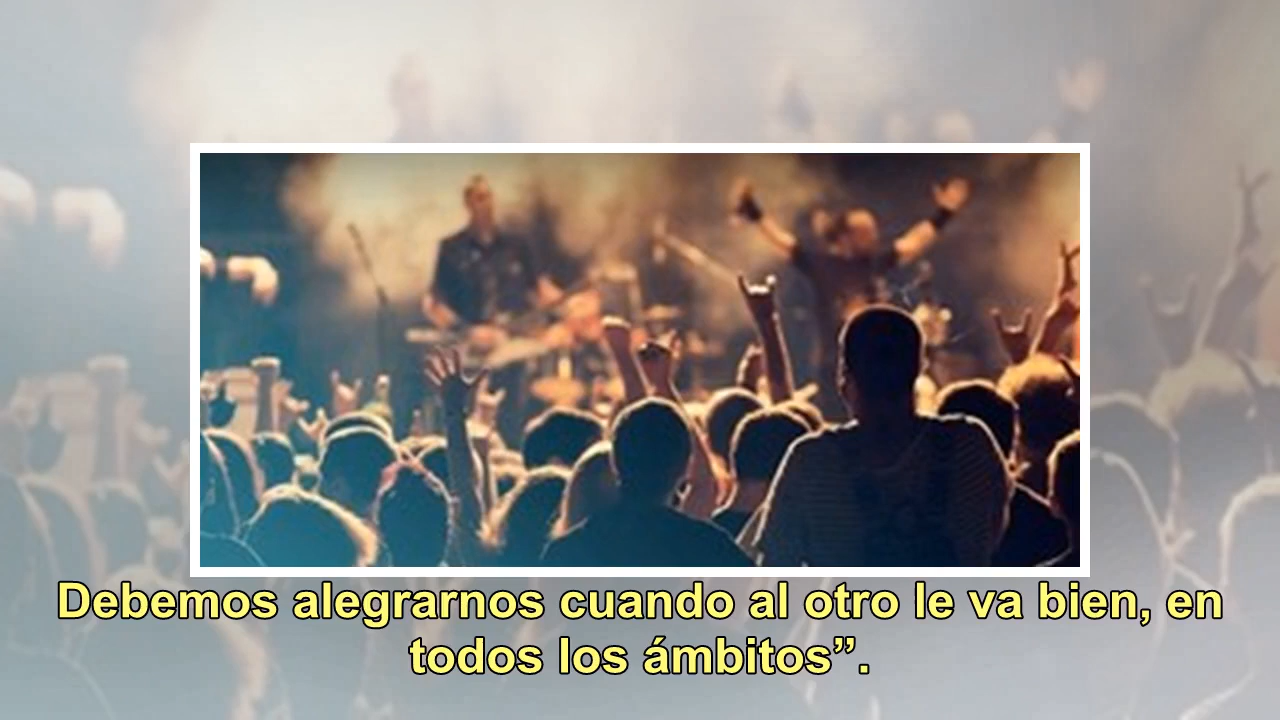 Debemos alegrarnos cuando al otro le va bien, en
todos los ámbitos”.